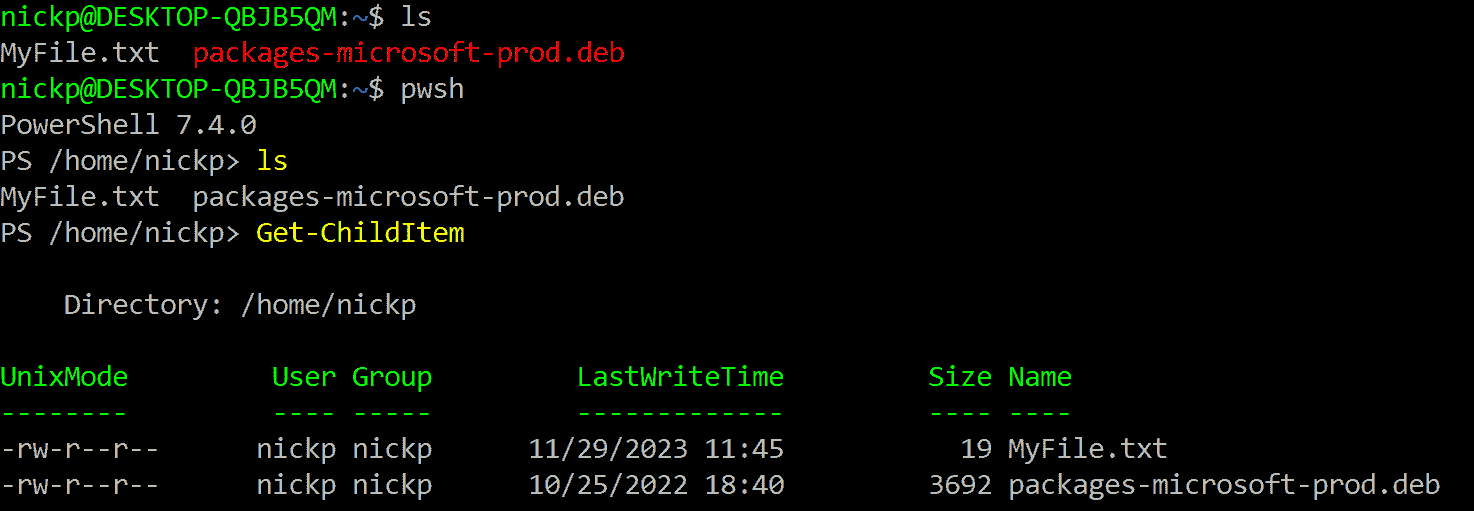 nickp@DESKTOP-QBJB5QM:~$ ls
MyFile.txt  packages-microsoft-prod.deb
nickp@DESKTOP-QBJB5QM:~$ pwsh
PowerShell 7.4.0
PS /home/nickp> ls
MyFile.txt  packages-microsoft-prod.deb
PS /home/nickp> Get-ChildItem
    Directory: /home/nickp
UnixMode         User Group         LastWriteTime         Size Name
--------         ---- -----         -------------         ---- ----
-rw-r--r--      nickp nickp      11/29/2023 11:45           19 MyFile.txt
-rw-r--r--      nickp nickp      10/25/2022 18:40         3692 packages-microsoft-prod.deb